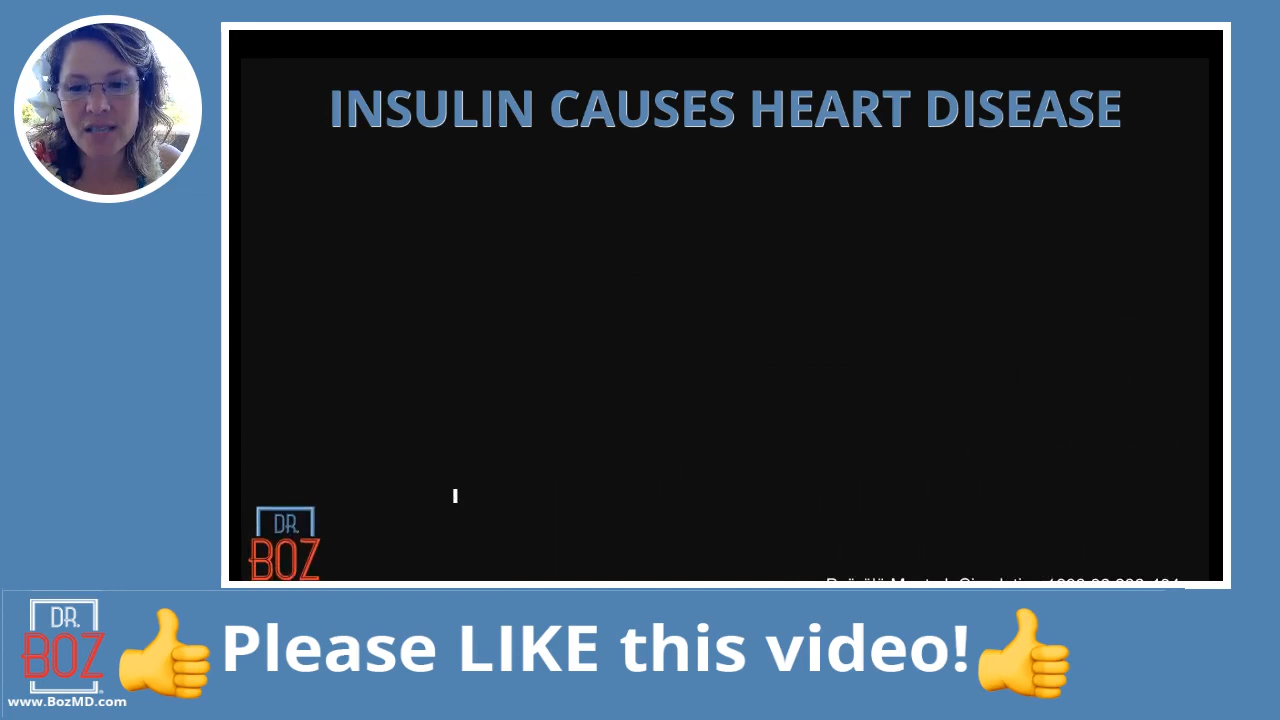 INSULIN CAUSES HEART DISEASE
DR.
BOZ
DR.
BOZ
Please LIKE this video!
www.BozMD.com